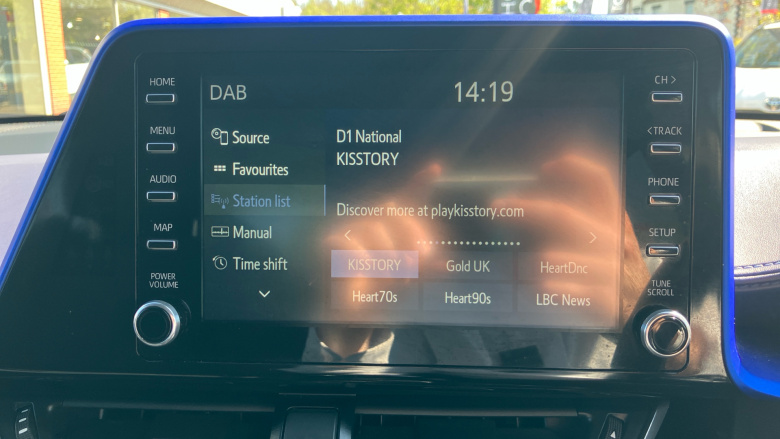 DAB 14:19
HOME
MENU
AUDIO
MAP
POWER
VOLUME
Source
Favourites
Station list
Manual
Time shift
D1 National
KISSTORY
Discover more at playkisstory.com
KISSTORY Gold UK HeartDnc
Heart70s Heart90s LBC News
CH >
< TRACK
PHONE
SETUP
TUNE
SCROLL